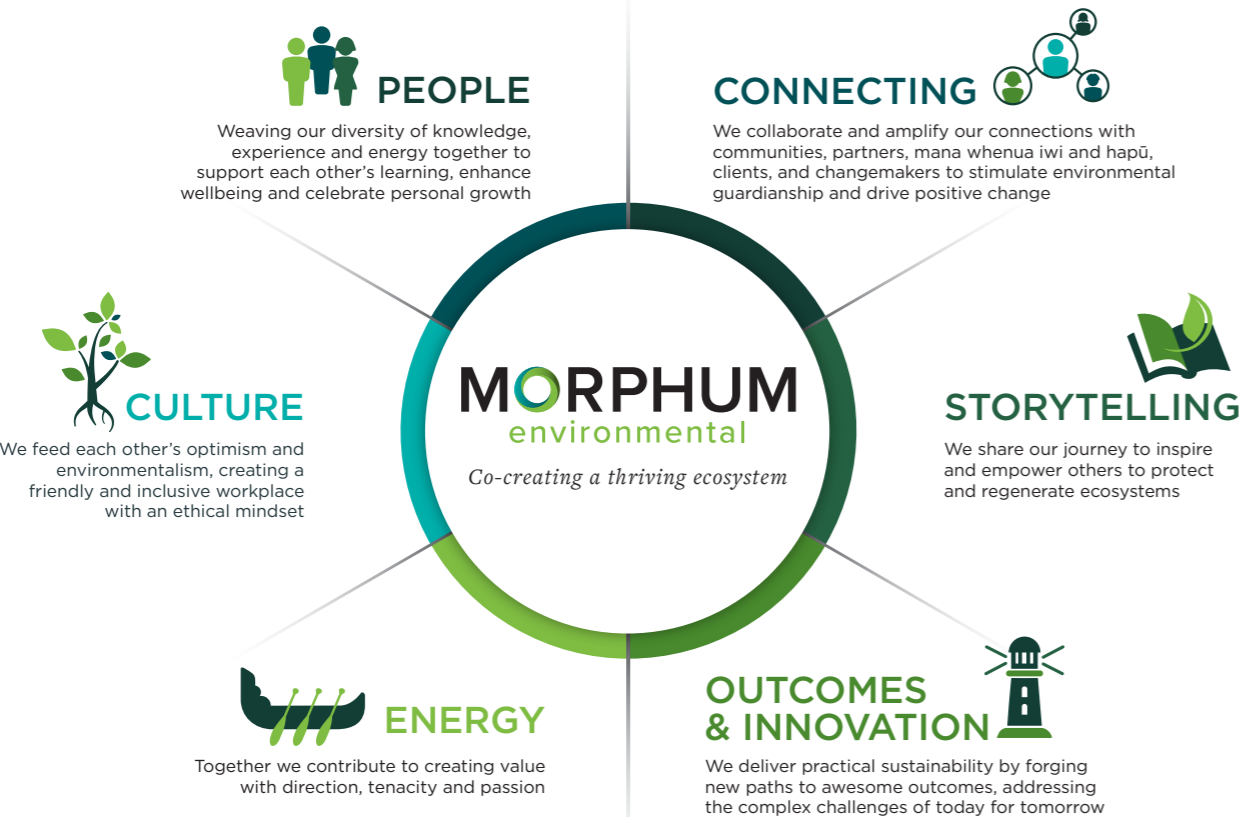 PEOPLE
Weaving our diversity of knowledge,
experience and energy together to
support each other’s learning, enhance
wellbeing and celebrate personal growth
CONNECTING
We collaborate and amplify our connections with
communities, partners, mana whenua iwi and hapū,
clients, and changemakers to stimulate environmental
guardianship and drive positive change
CULTURE
We feed each other’s optimism and
environmentalism, creating a
friendly and inclusive workplace
with an ethical mindset
MORPHUM
environmental
Co-creating a thriving ecosystem
STORYTELLING
We share our journey to inspire
and empower others to protect
and regenerate ecosystems
ENERGY
Together we contribute to creating value
with direction, tenacity and passion
OUTCOMES
& INNOVATION
We deliver practical sustainability by forging
new paths to awesome outcomes, addressing
the complex challenges of today for tomorrow